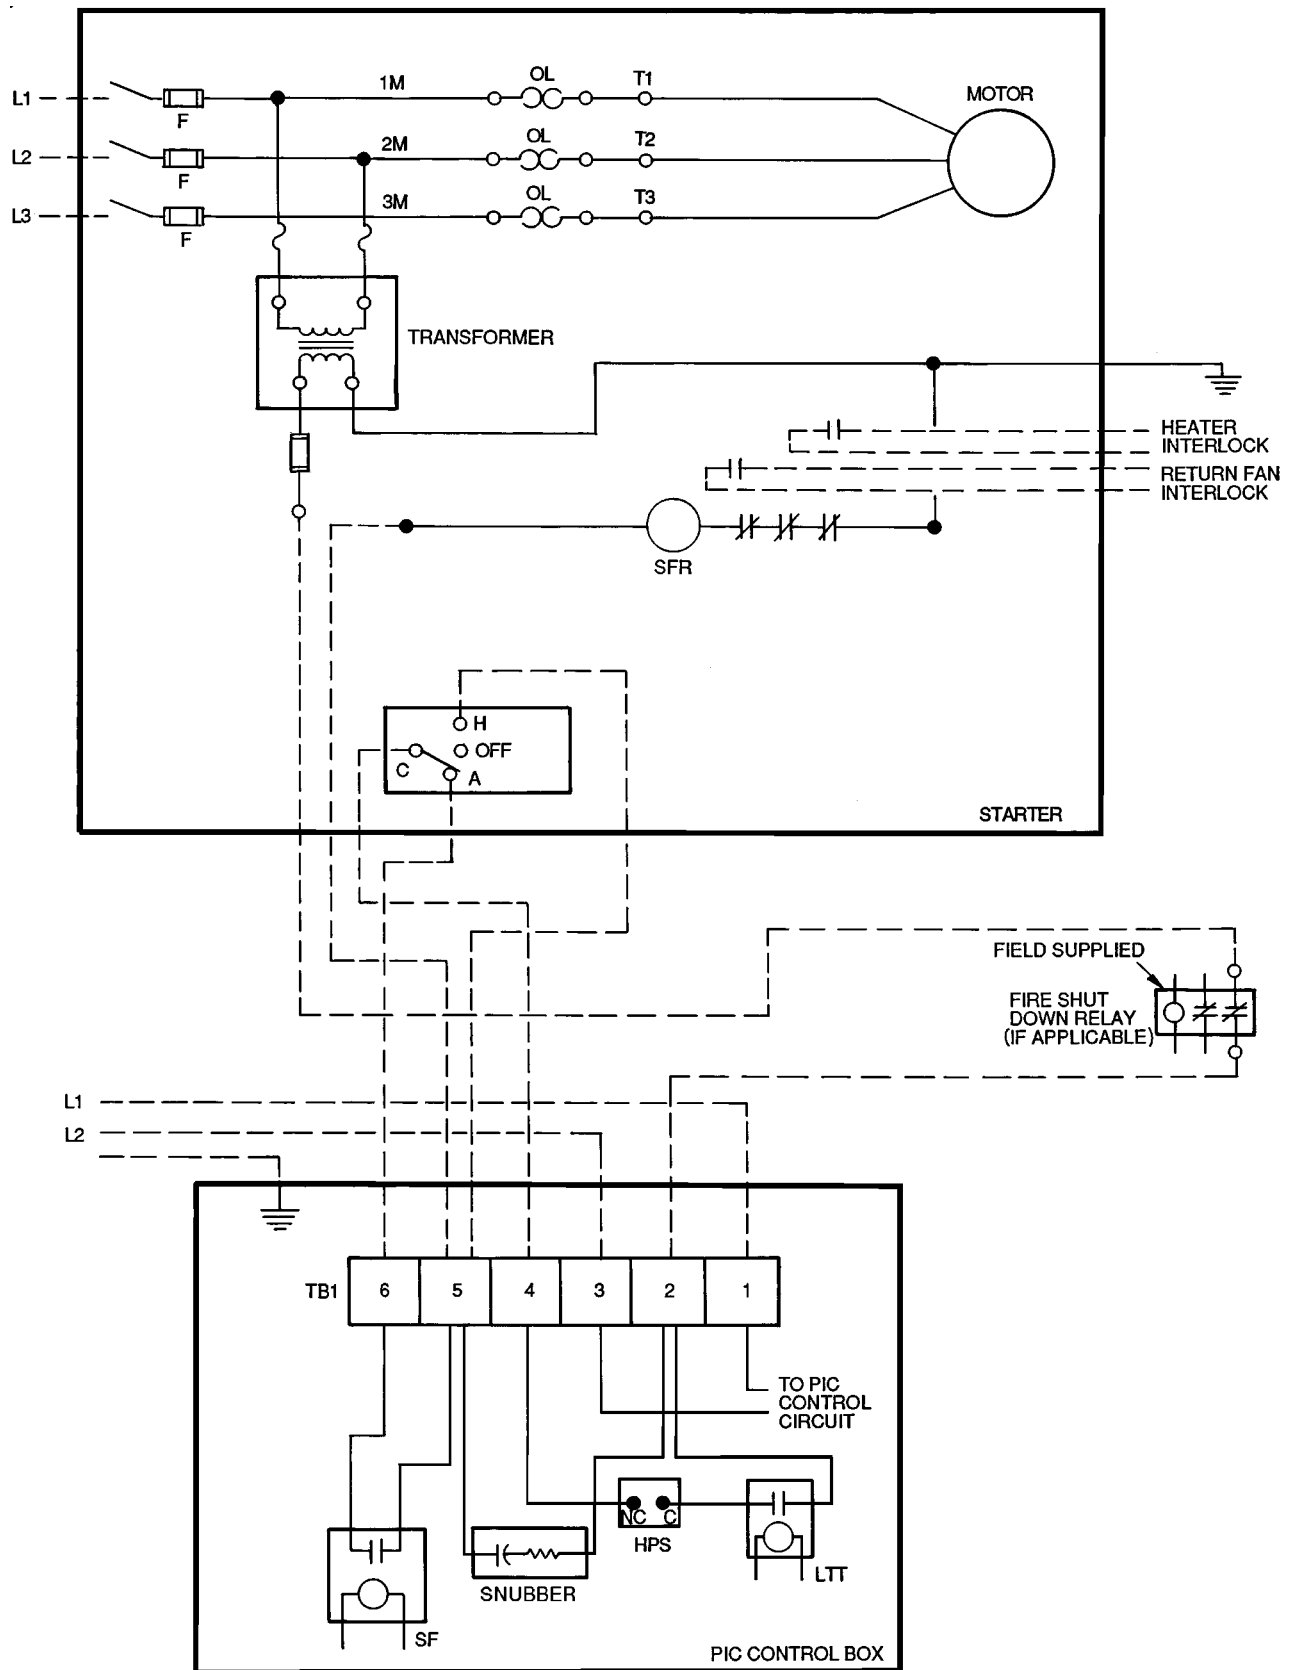 L1
F
1M
OL
T1
MOTOR
L2
F
2M
OL
T2
L3
F
3M
OL
T3
TRANSFORMER
HEATER
INTERLOCK
RETURN FAN
INTERLOCK
SFR
H
OFF
C
A
STARTER
FIELD SUPPLIED
FIRE SHUT
DOWN RELAY
(IF APPLICABLE)
L1
L2
TB1
6
5
4
3
2
1
TO PIC
CONTROL
CIRCUIT
NC
C
HPS
LTT
SNUBBER
SF
PIC CONTROL BOX